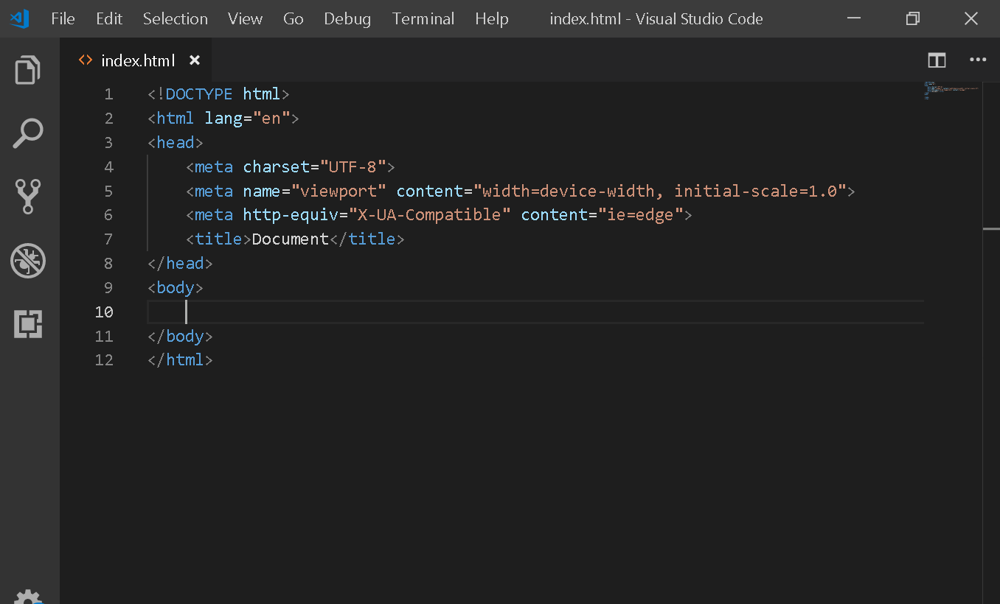 File Edit Selection View Go Debug Terminal Help index.html - Visual Studio Code
index.html
1 <!DOCTYPE html>
2 <html lang="en">
3 <head>
4     <meta charset="UTF-8">
5     <meta name="viewport" content="width=device-width, initial-scale=1.0">
6     <meta http-equiv="X-UA-Compatible" content="ie=edge">
7     <title>Document</title>
8 </head>
9 <body>
10
11 </body>
12 </html>